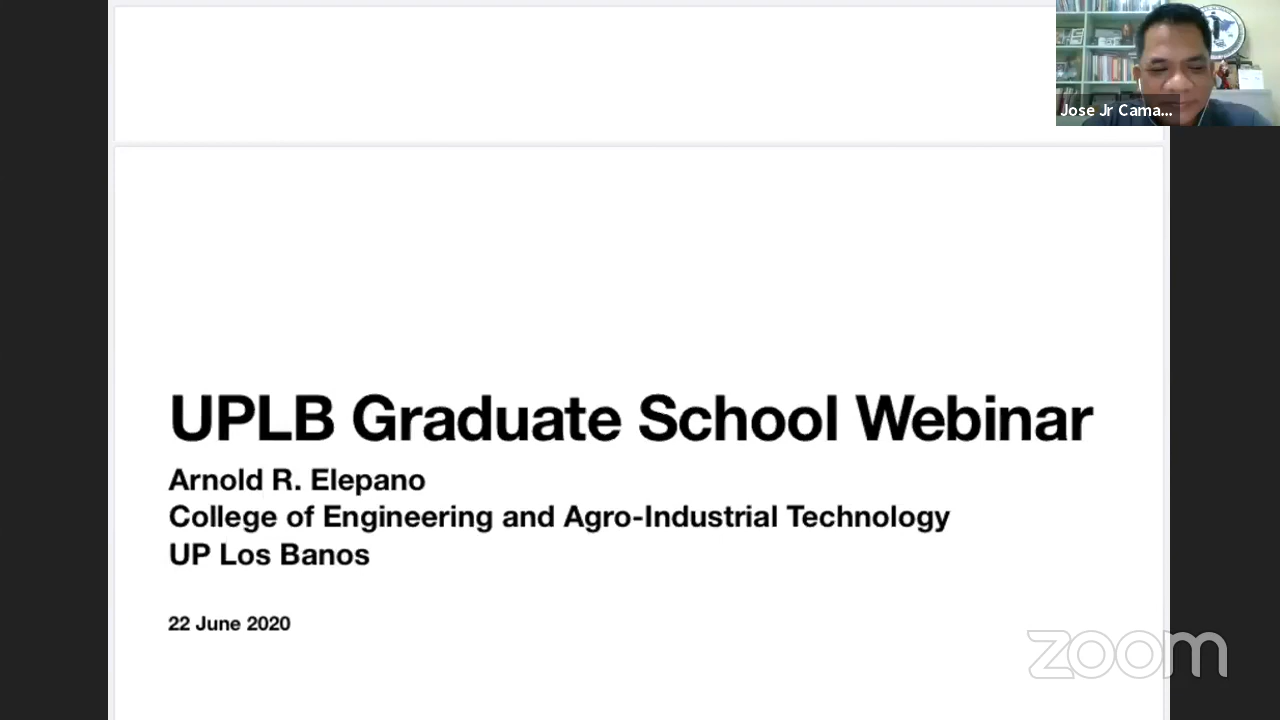 Jose Jr Cama...
UPLB Graduate School Webinar
Arnold R. Elepano
College of Engineering and Agro-Industrial Technology
UP Los Banos
22 June 2020
zoom